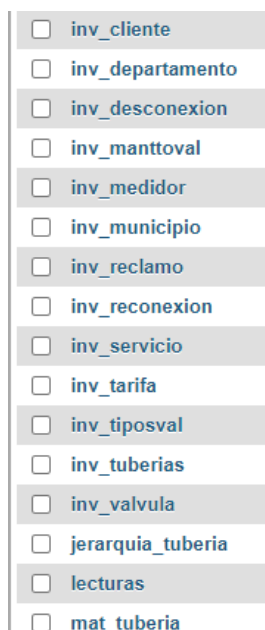 inv_cliente
inv_departamento
inv_desconexion
inv_manttoval
inv_medidor
inv_municipio
inv_reclamo
inv_reconexion
inv_servicio
inv_tarifa
inv_tiposval
inv_tuberias
inv_valvula
jerarquia_tuberia
lecturas
mat_tuberia